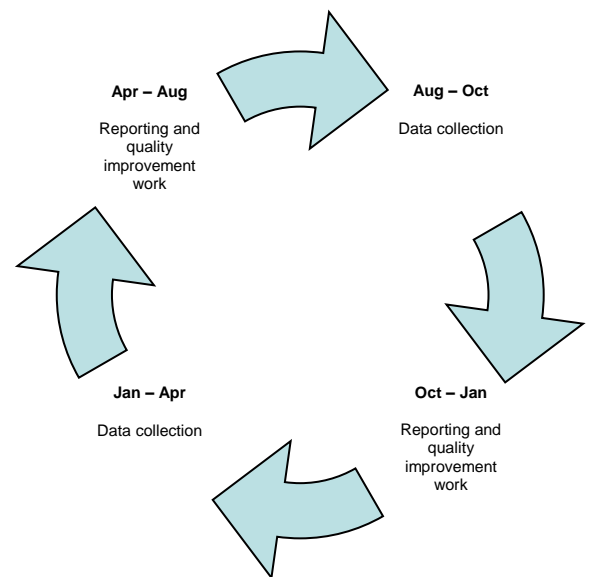 Apr – Aug
Reporting and
quality
improvement
work
Aug – Oct
Data collection
Oct – Jan
Reporting and
quality
improvement
work
Jan – Apr
Data collection